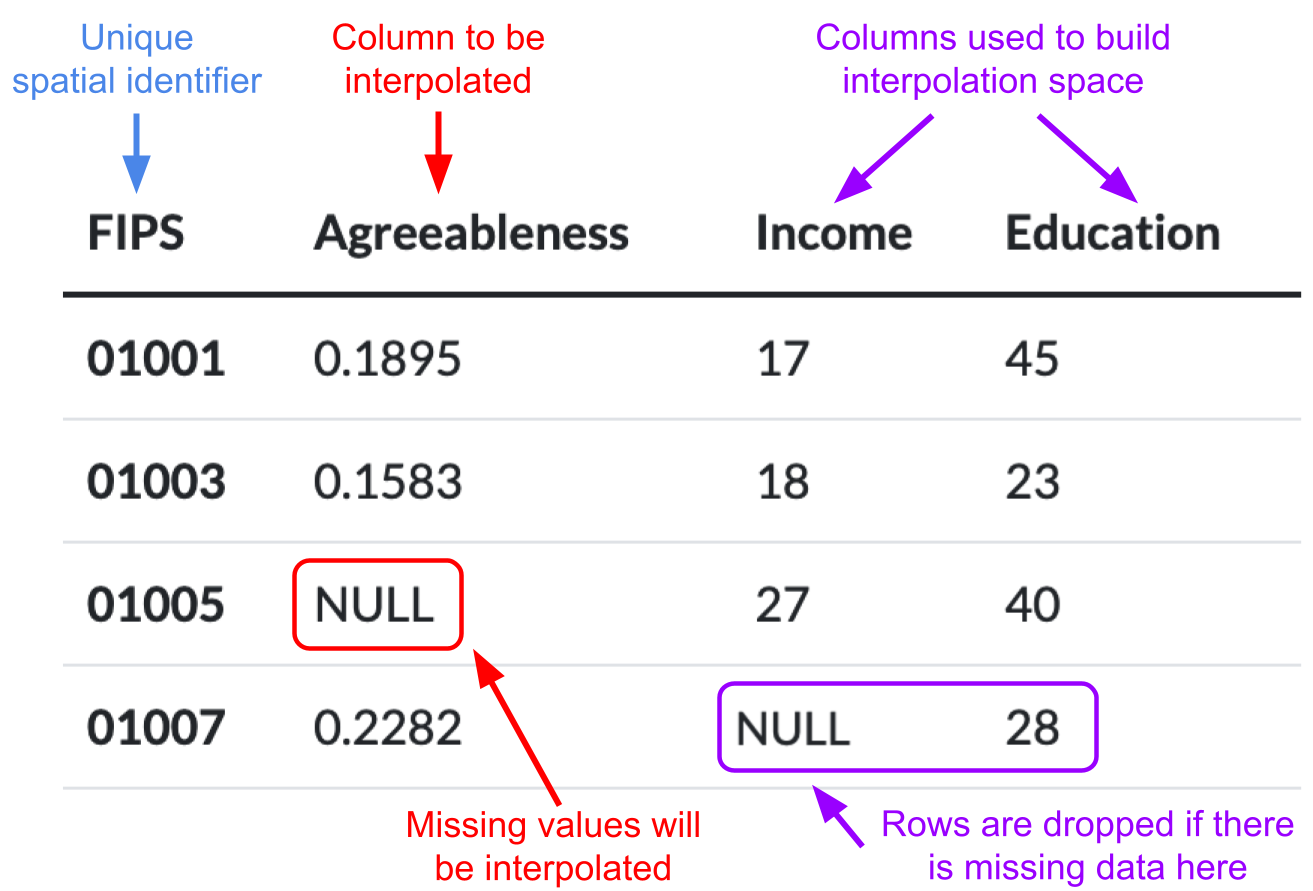 Unique
spatial identifier
Column to be
interpolated
Columns used to build
interpolation space
FIPS Agreeableness Income Education
01001 0.1895 17 45
01003 0.1583 18 23
01005 NULL 27 40
01007 0.2282 NULL 28
Missing values will
be interpolated
Rows are dropped if there
is missing data here